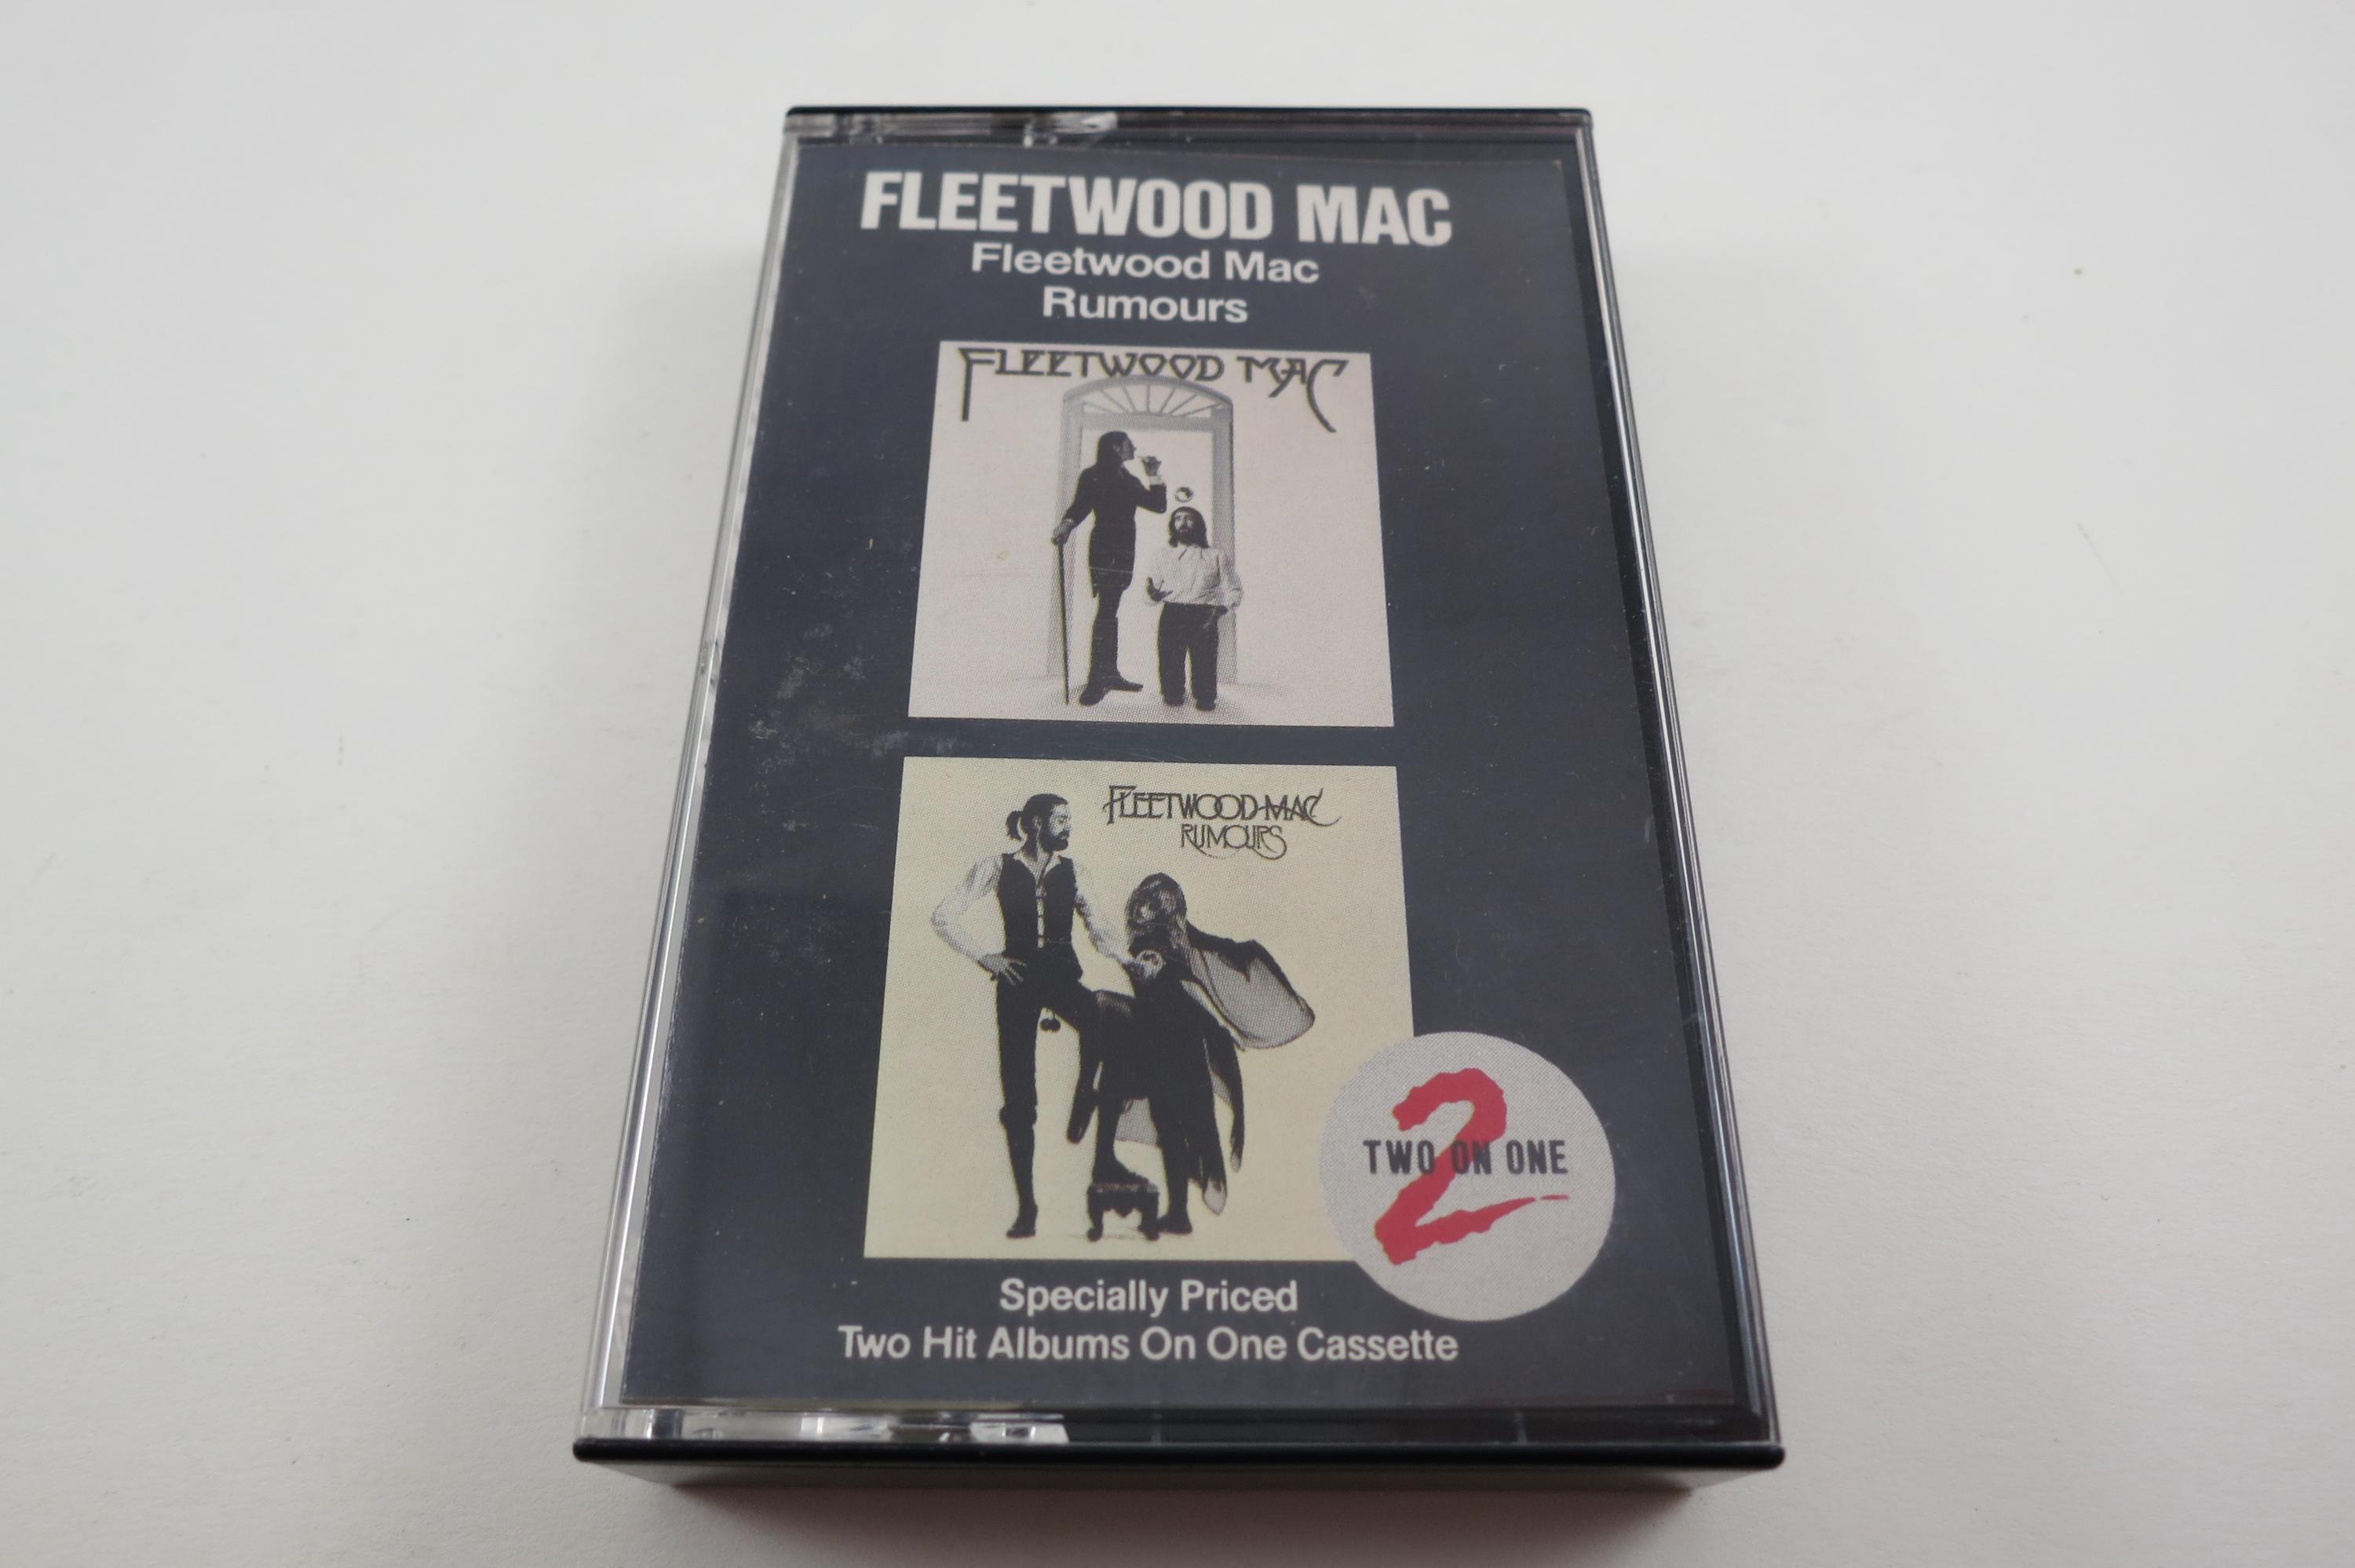 FLEETWOOD MAC
Fleetwood Mac
Rumours
FLEETWOOD MAC
FLEETWOOD MAC
RUMOURS
2
TWO ON ONE
Specially Priced
Two Hit Albums On One Cassette